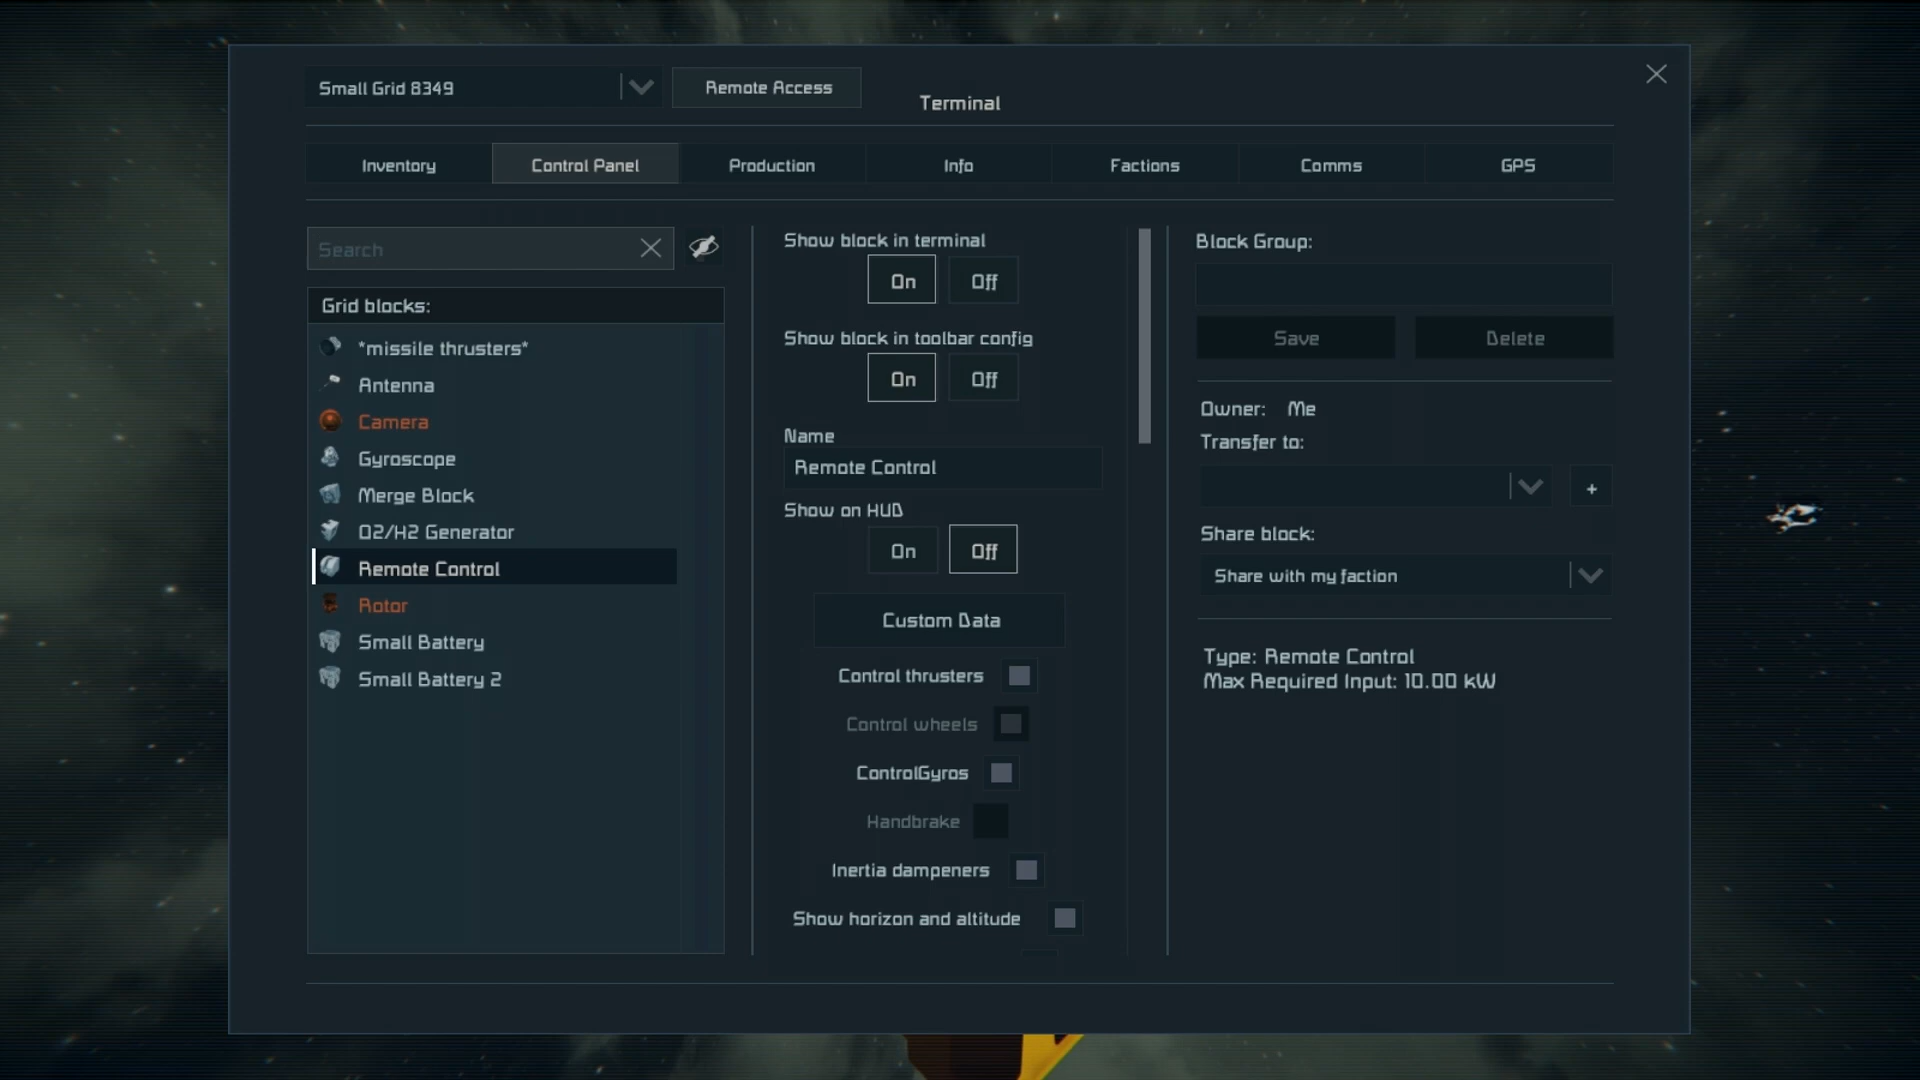 Small Grid 8349
Remote Access
Terminal
Inventory
Control Panel
Production
Info
Factions
Comms
GPS
Search
Grid blocks:
*missile thrusters*
Antenna
Camera
Gyroscope
Merge Block
O2/H2 Generator
Remote Control
Rotor
Small Battery
Small Battery 2
Show block in terminal
On Off
Show block in toolbar config
On Off
Name
Remote Control
Show on HUD
On Off
Custom Data
Control thrusters
Control wheels
ControlGyros
Handbrake
Inertia dampeners
Show horizon and altitude
Block Group:
Save Delete
Owner: Me
Transfer to:
+
Share block:
Share with my faction
Type: Remote Control
Max Required Input: 10.00 kW